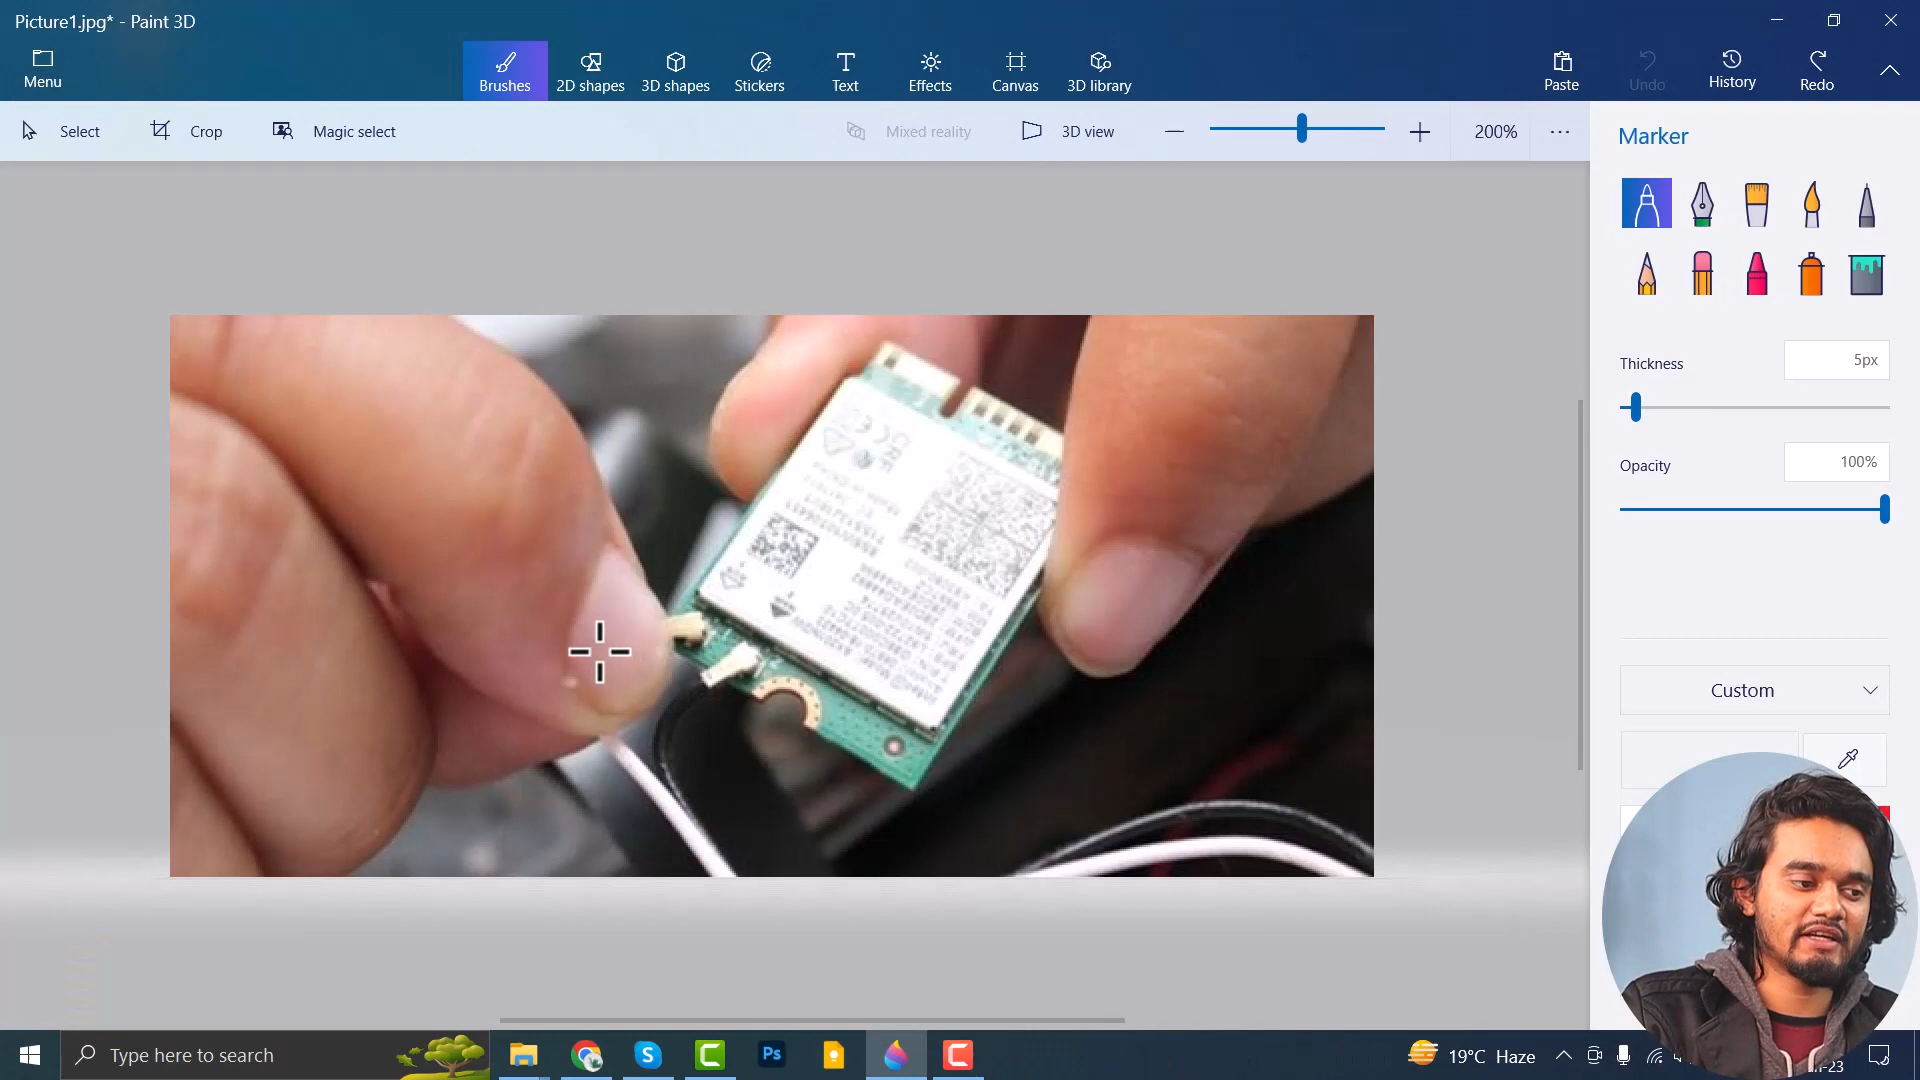 Picture1.jpg* - Paint 3D
Menu
Brushes
2D shapes
3D shapes
Stickers
Text
Effects
Canvas
3D library
Paste
Undo
History
Redo
Select
Crop
Magic select
Mixed reality
3D view
200%
Marker
Thickness
5px
Opacity
100%
Custom
Type here to search
Ps
19°C Haze